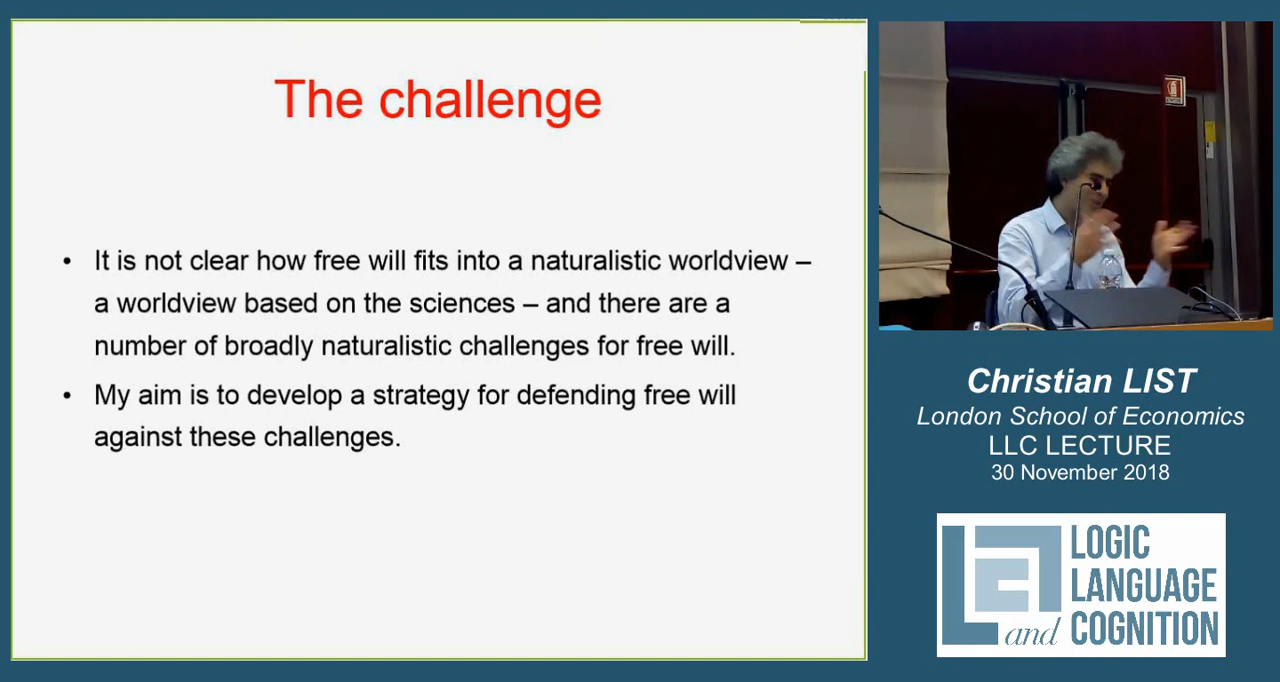 The challenge
• It is not clear how free will fits into a naturalistic worldview –
a worldview based on the sciences – and there are a
number of broadly naturalistic challenges for free will.
• My aim is to develop a strategy for defending free will
against these challenges.
Christian LIST
London School of Economics
LLC LECTURE
30 November 2018
LOGIC
LANGUAGE
and COGNITION